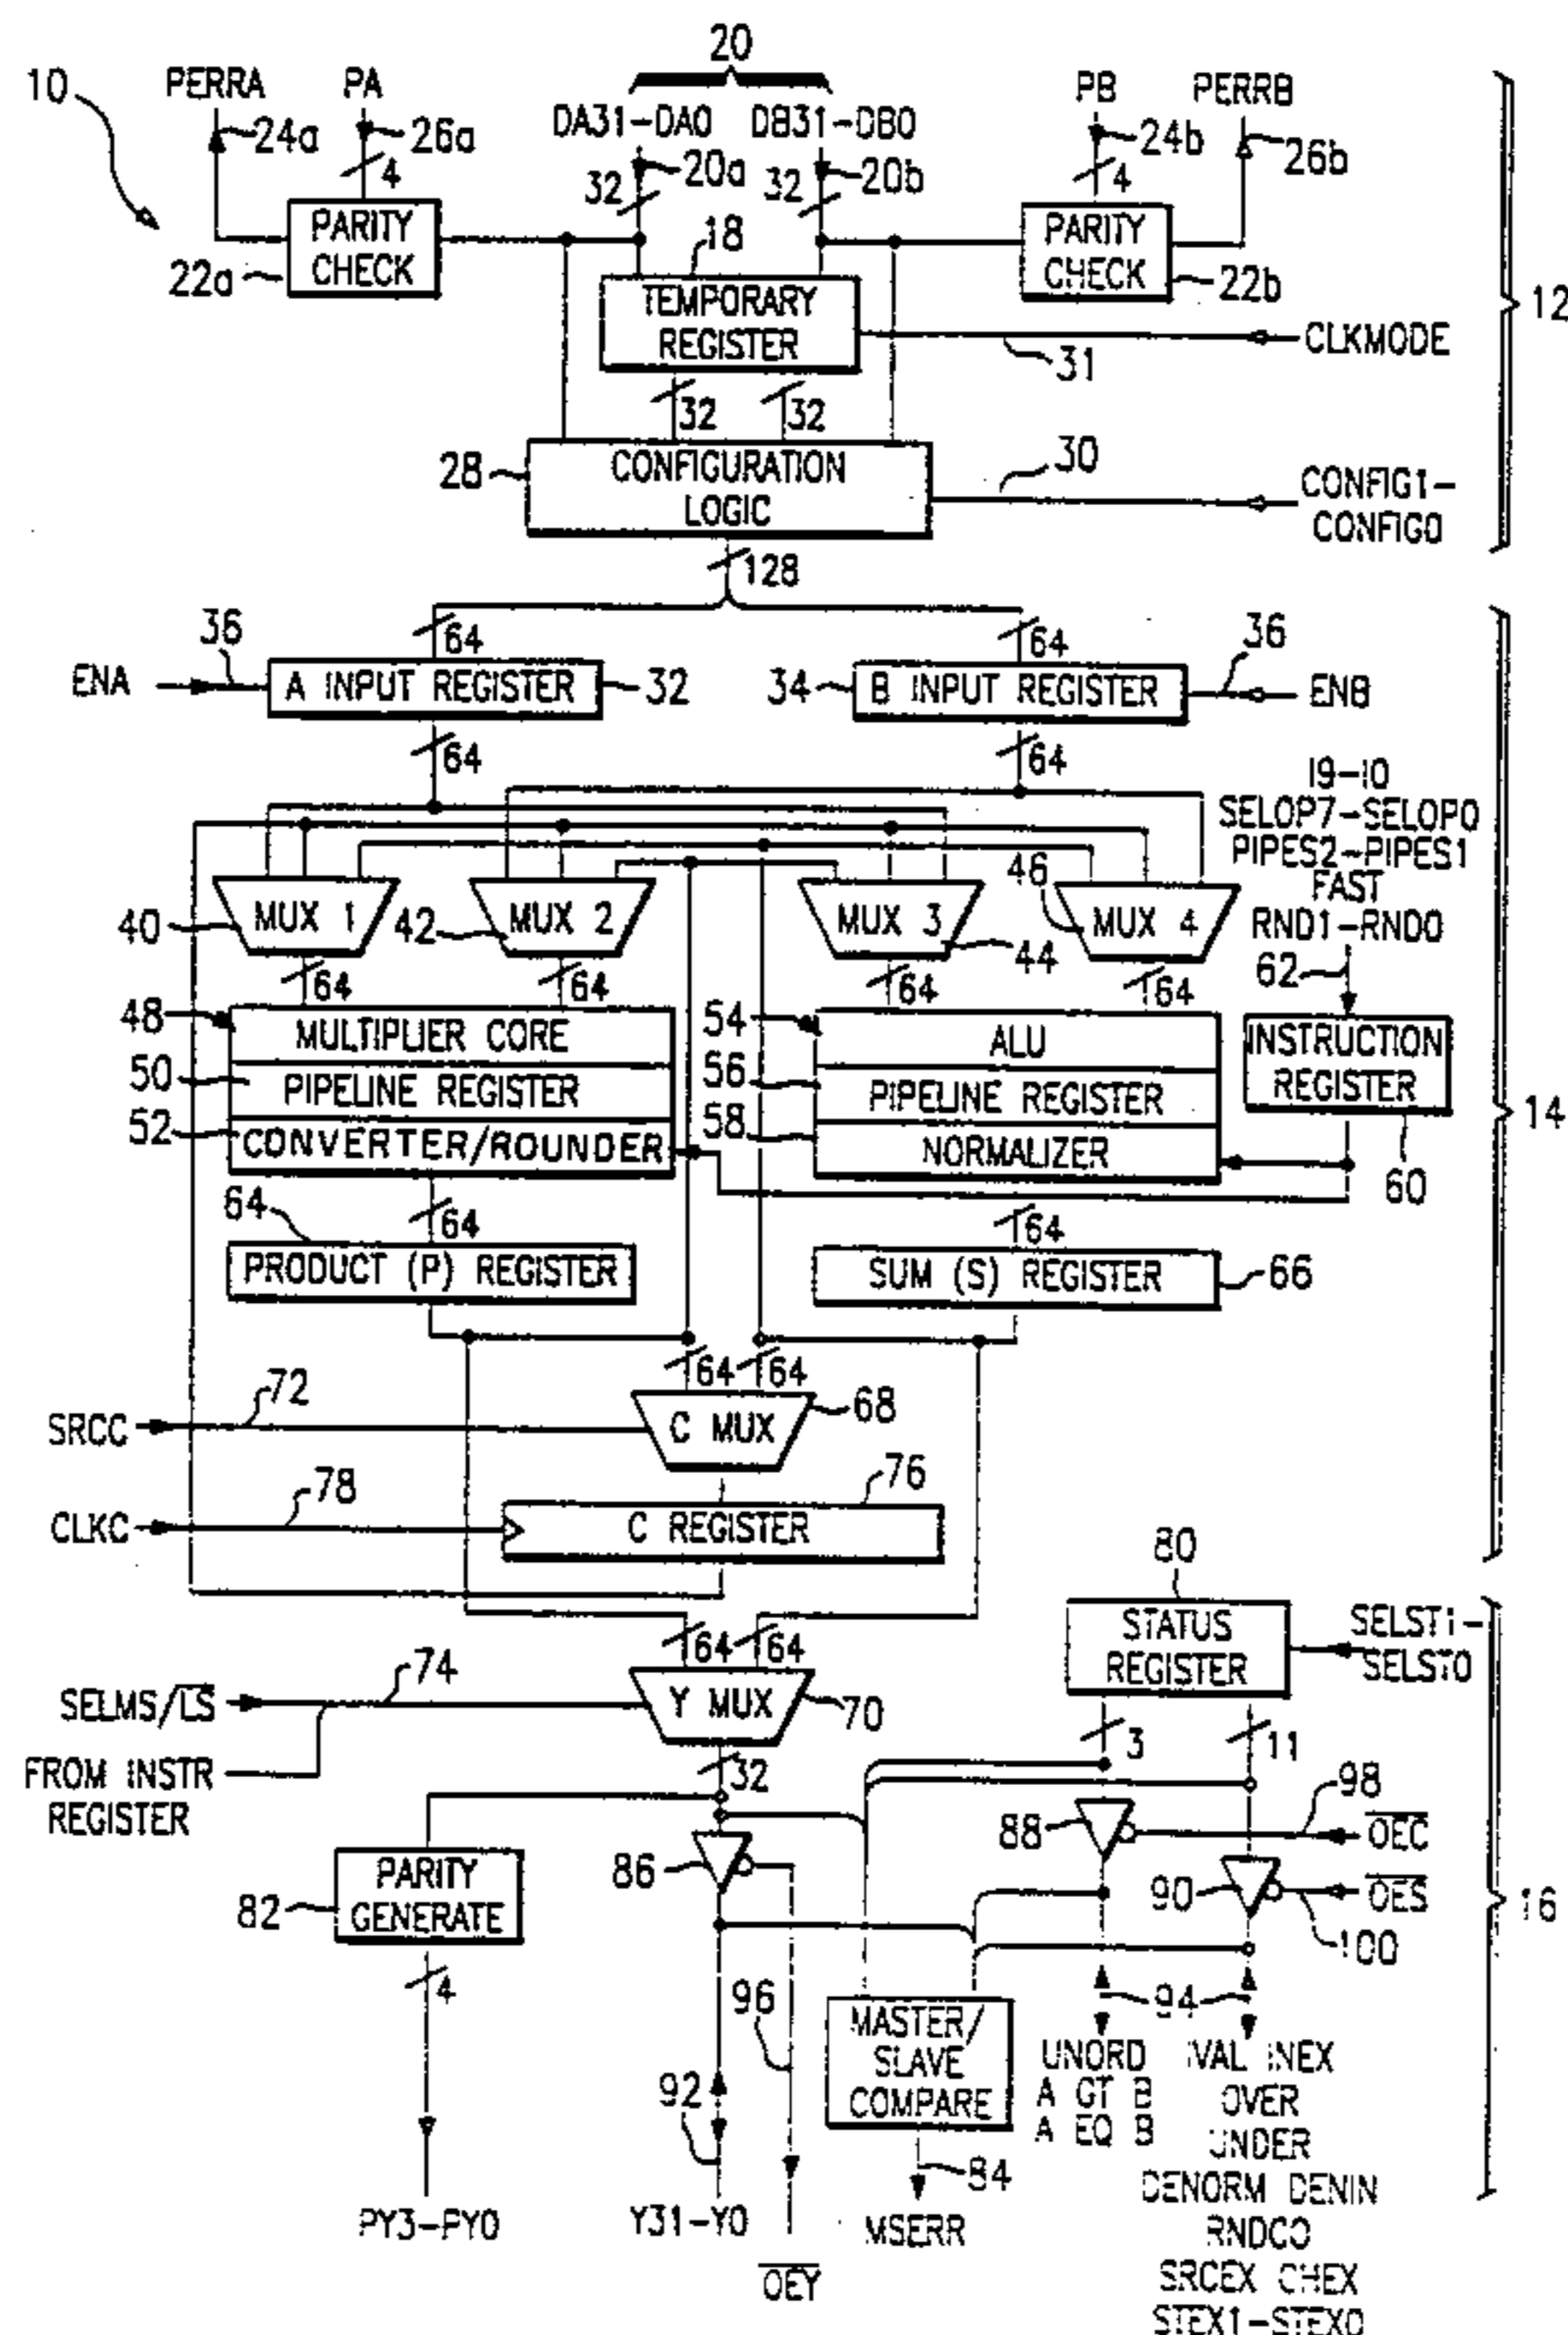 20
10
PERRA
PA
DA31-DA0
DB31-DB0
PB
PERRB
24a
26a
4
32
20a
32
20b
24b
4
26b
PARITY
CHECK
22a
18
PARITY
CHECK
22b
12
TEMPORARY
REGISTER
CLKMODE
31
32
32
28
CONFIGURATION
LOGIC
30
CONFIG1-
CONFIG0
128
36
64
64
36
ENA
A INPUT REGISTER
32
34
B INPUT REGISTER
ENB
64
64
I9-I0
SELOP7-SELOP0
PIPES2-PIPES1
FAST
RND1-RND0
62
40
MUX 1
42
MUX 2
MUX 3
44
46
MUX 4
64
64
64
64
48
MULTIPLIER CORE
50
PIPELINE REGISTER
52
CONVERTER/ROUNDER
54
ALU
56
PIPELINE REGISTER
58
NORMALIZER
INSTRUCTION
REGISTER
60
14
64
64
64
PRODUCT (P) REGISTER
SUM (S) REGISTER
66
64
64
SRCC
72
C MUX
68
CLKC
78
76
C REGISTER
80
64
64
STATUS
REGISTER
SELST1-
SELST0
SELMS/L̅S̅
74
Y MUX
70
FROM INSTR
REGISTER
32
3
11
98
88
O̅E̅C̅
86
90
O̅E̅S̅
100
16
82
PARITY
GENERATE
4
96
94
92
MASTER/
SLAVE
COMPARE
84
UNORD
A GT B
A EQ B
IVAL INEX
OVER
UNDER
DENORM DENIN
RNDCO
SRCEX CHEX
S̅T̅E̅X̅1̅-S̅T̅E̅X̅0̅
PY3-PY0
Y31-Y0
O̅E̅Y̅
MSERR